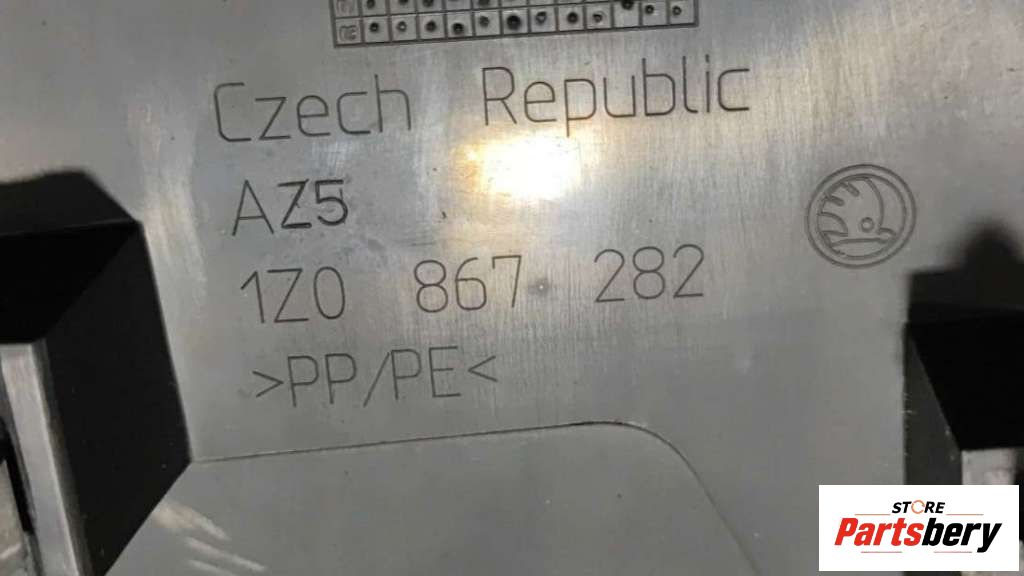 Czech Republic
AZ5
1Z0 867 282
>PP/PE<
STORE
Partsbery